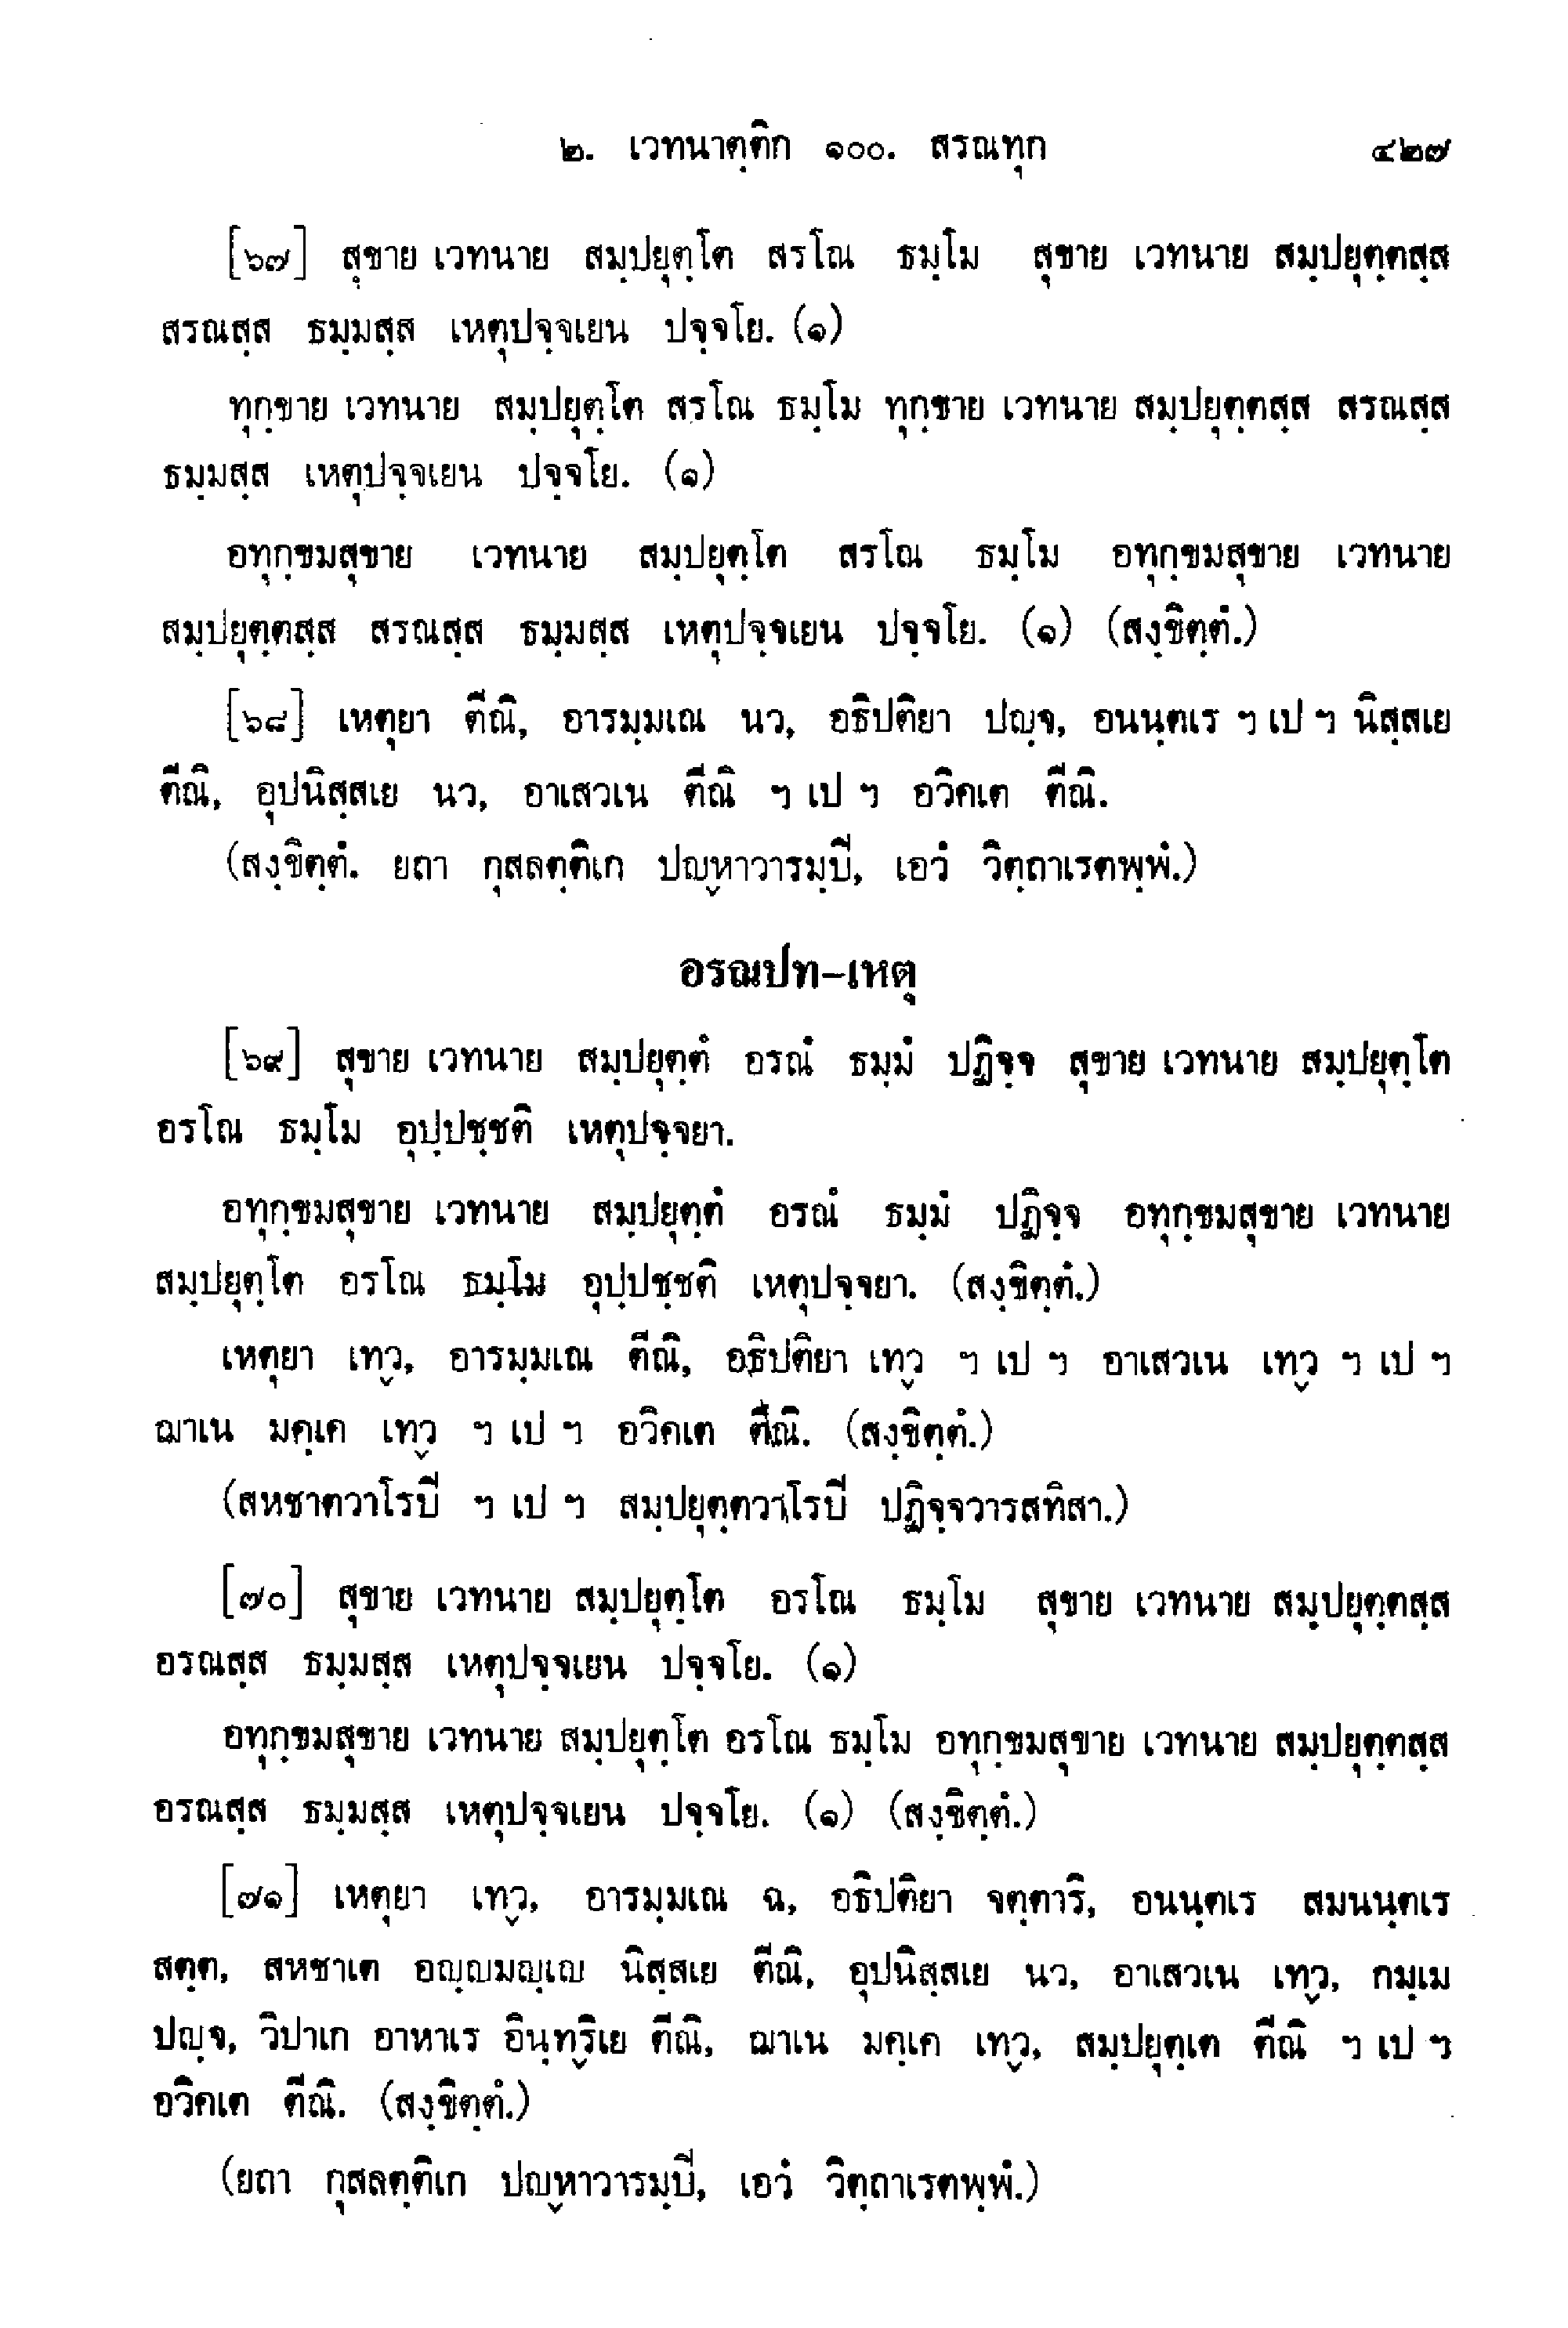 ๒. เวทนาตฺติก ๑๐๐. สรณทุก ๔๒๗
[๖๗] สุขาย เวทนาย สมฺปยุตฺโต สรโณ ธมฺโม สุขาย เวทนาย สมฺปยุตฺตสฺส
สรณสฺส ธมฺมสฺส เหตุปจฺจเยน ปจฺจโย. (๑)
ทุกฺขาย เวทนาย สมฺปยุตฺโต สรโณ ธมฺโม ทุกฺขาย เวทนาย สมฺปยุตฺตสฺส สรณสฺส
ธมฺมสฺส เหตุปจฺจเยน ปจฺจโย. (๑)
อทุกฺขมสุขาย เวทนาย สมฺปยุตฺโต สรโณ ธมฺโม อทุกฺขมสุขาย เวทนาย
สมฺปยุตฺตสฺส สรณสฺส ธมฺมสฺส เหตุปจฺจเยน ปจฺจโย. (๑) (สงฺขิตฺตํ.)
[๖๘] เหตุยา ตีณิ, อารมฺมเณ นว, อธิปติยา ปญฺจ, อนนฺตเร ฯ เป ฯ นิสฺสเย
ตีณิ, อุปนิสฺสเย นว, อาเสวเน ตีณิ ฯ เป ฯ อวิคเต ตีณิ.
(สงฺขิตฺตํ. ยถา กุสลตฺติเก ปญฺหาวารมฺปี, เอวํ วิตฺถาเรตพฺพํ.)
อรณปท-เหตุ
[๖๙] สุขาย เวทนาย สมฺปยุตฺตํ อรณํ ธมฺมํ ปฏิจฺจ สุขาย เวทนาย สมฺปยุตฺโต
อรโณ ธมฺโม อุปฺปชฺชติ เหตุปจฺจยา.
อทุกฺขมสุขาย เวทนาย สมฺปยุตฺตํ อรณํ ธมฺมํ ปฏิจฺจ อทุกฺขมสุขาย เวทนาย
สมฺปยุตฺโต อรโณ ธมฺโม อุปฺปชฺชติ เหตุปจฺจยา. (สงฺขิตฺตํ.)
เหตุยา เทฺว, อารมฺมเณ ตีณิ, อธิปติยา เทฺว ฯ เป ฯ อาเสวเน เทฺว ฯ เป ฯ
ฌาเน มคฺเค เทฺว ฯ เป ฯ อวิคเต ตีณิ. (สงฺขิตฺตํ.)
(สหชาตวาโรปี ฯ เป ฯ สมฺปยุตฺตวาโรปี ปฏิจฺจวารสทิสา.)
[๗๐] สุขาย เวทนาย สมฺปยุตฺโต อรโณ ธมฺโม สุขาย เวทนาย สมฺปยุตฺตสฺส
อรณสฺส ธมฺมสฺส เหตุปจฺจเยน ปจฺจโย. (๑)
อทุกฺขมสุขาย เวทนาย สมฺปยุตฺโต อรโณ ธมฺโม อทุกฺขมสุขาย เวทนาย สมฺปยุตฺตสฺส
อรณสฺส ธมฺมสฺส เหตุปจฺจเยน ปจฺจโย. (๑) (สงฺขิตฺตํ.)
[๗๑] เหตุยา เทฺว, อารมฺมเณ ฉ, อธิปติยา จตฺตาริ, อนนฺตเร สมนนฺตเร
สตฺต, สหชาเต อญฺญมญฺเญ นิสฺสเย ตีณิ, อุปนิสฺสเย นว, อาเสวเน เทฺว, กมฺเม
ปญฺจ, วิปาเก อาหาเร อินฺทฺริเย ตีณิ, ฌาเน มคฺเค เทฺว, สมฺปยุตฺเต ตีณิ ฯ เป ฯ
อวิคเต ตีณิ. (สงฺขิตฺตํ.)
(ยถา กุสลตฺติเก ปญฺหาวารมฺปี, เอวํ วิตฺถาเรตพฺพํ.)